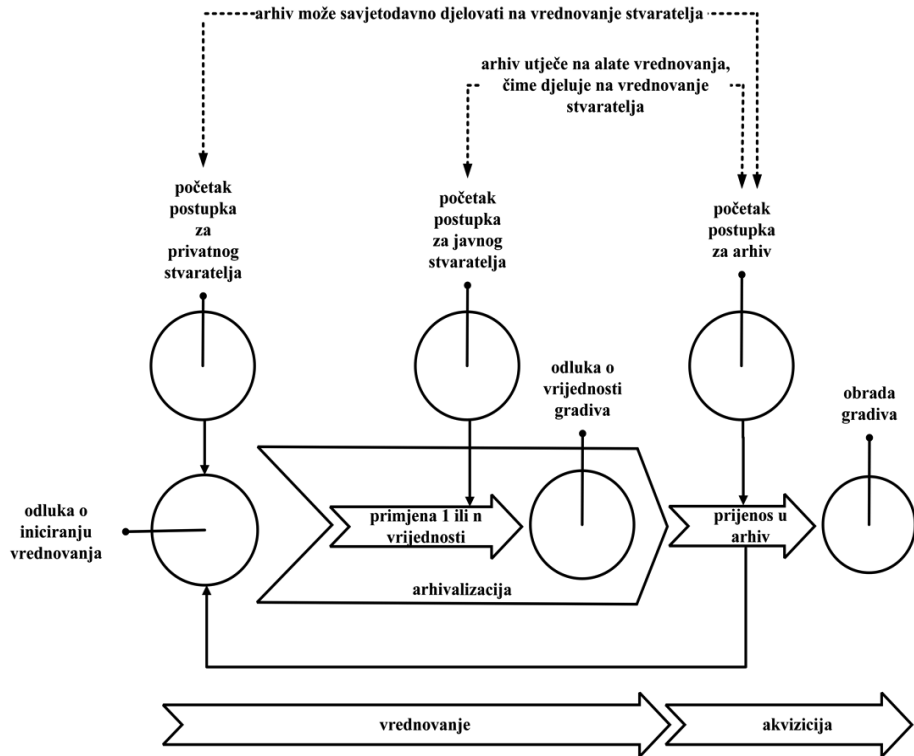 arhiv može savjetodavno djelovati na vrednovanje stvaratelja
arhiv utječe na alate vrednovanja,
čime djeluje na vrednovanje
stvaratelja
početak
postupka
za
privatnog
stvaratelja
početak
postupka
za javnog
stvaratelja
početak
postupka
za arhiv
odluka o
vrijednosti
gradiva
obrada
gradiva
odluka o
iniciranju
vrednovanja
primjena 1 ili n
vrijednosti
prijenos u
arhiv
arhivalizacija
vrednovanje
akvizicija